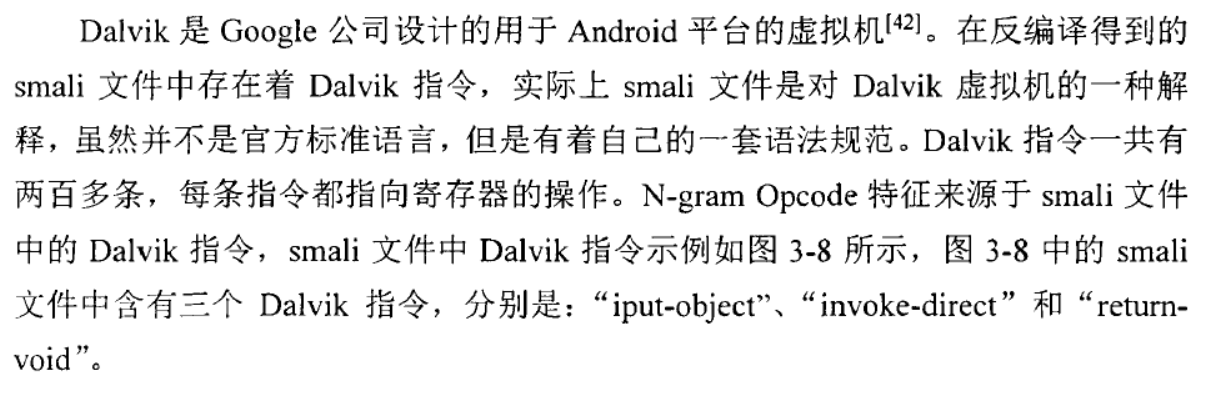 Dalvik 是 Google 公司设计的用于 Android 平台的虚拟机[42]。在反编译得到的
smali 文件中存在着 Dalvik 指令，实际上 smali 文件是对 Dalvik 虚拟机的一种解
释，虽然并不是官方标准语言，但是有着自己的一套语法规范。Dalvik 指令一共有
两百多条，每条指令都指向寄存器的操作。N-gram Opcode 特征来源于 smali 文件
中的 Dalvik 指令，smali 文件中 Dalvik 指令示例如图 3-8 所示，图 3-8 中的 smali
文件中含有三个 Dalvik 指令，分别是：“iput-object”、“invoke-direct”和“return-
void”。